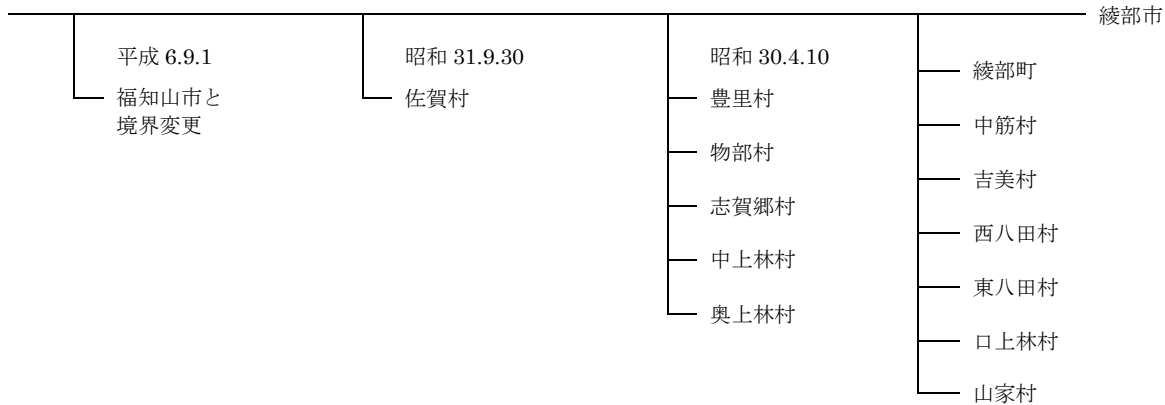 綾部市
平成 6.9.1
福知山市と
境界変更
昭和 31.9.30
佐賀村
昭和 30.4.10
豊里村
物部村
志賀郷村
中上林村
奥上林村
綾部町
中筋村
吉美村
西八田村
東八田村
口上林村
山家村